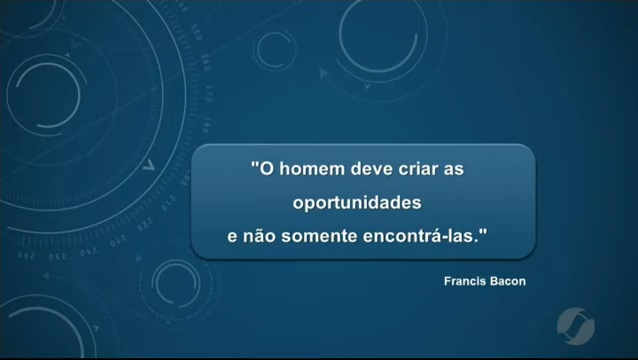 "O homem deve criar as
oportunidades
e não somente encontrá-las."
Francis Bacon